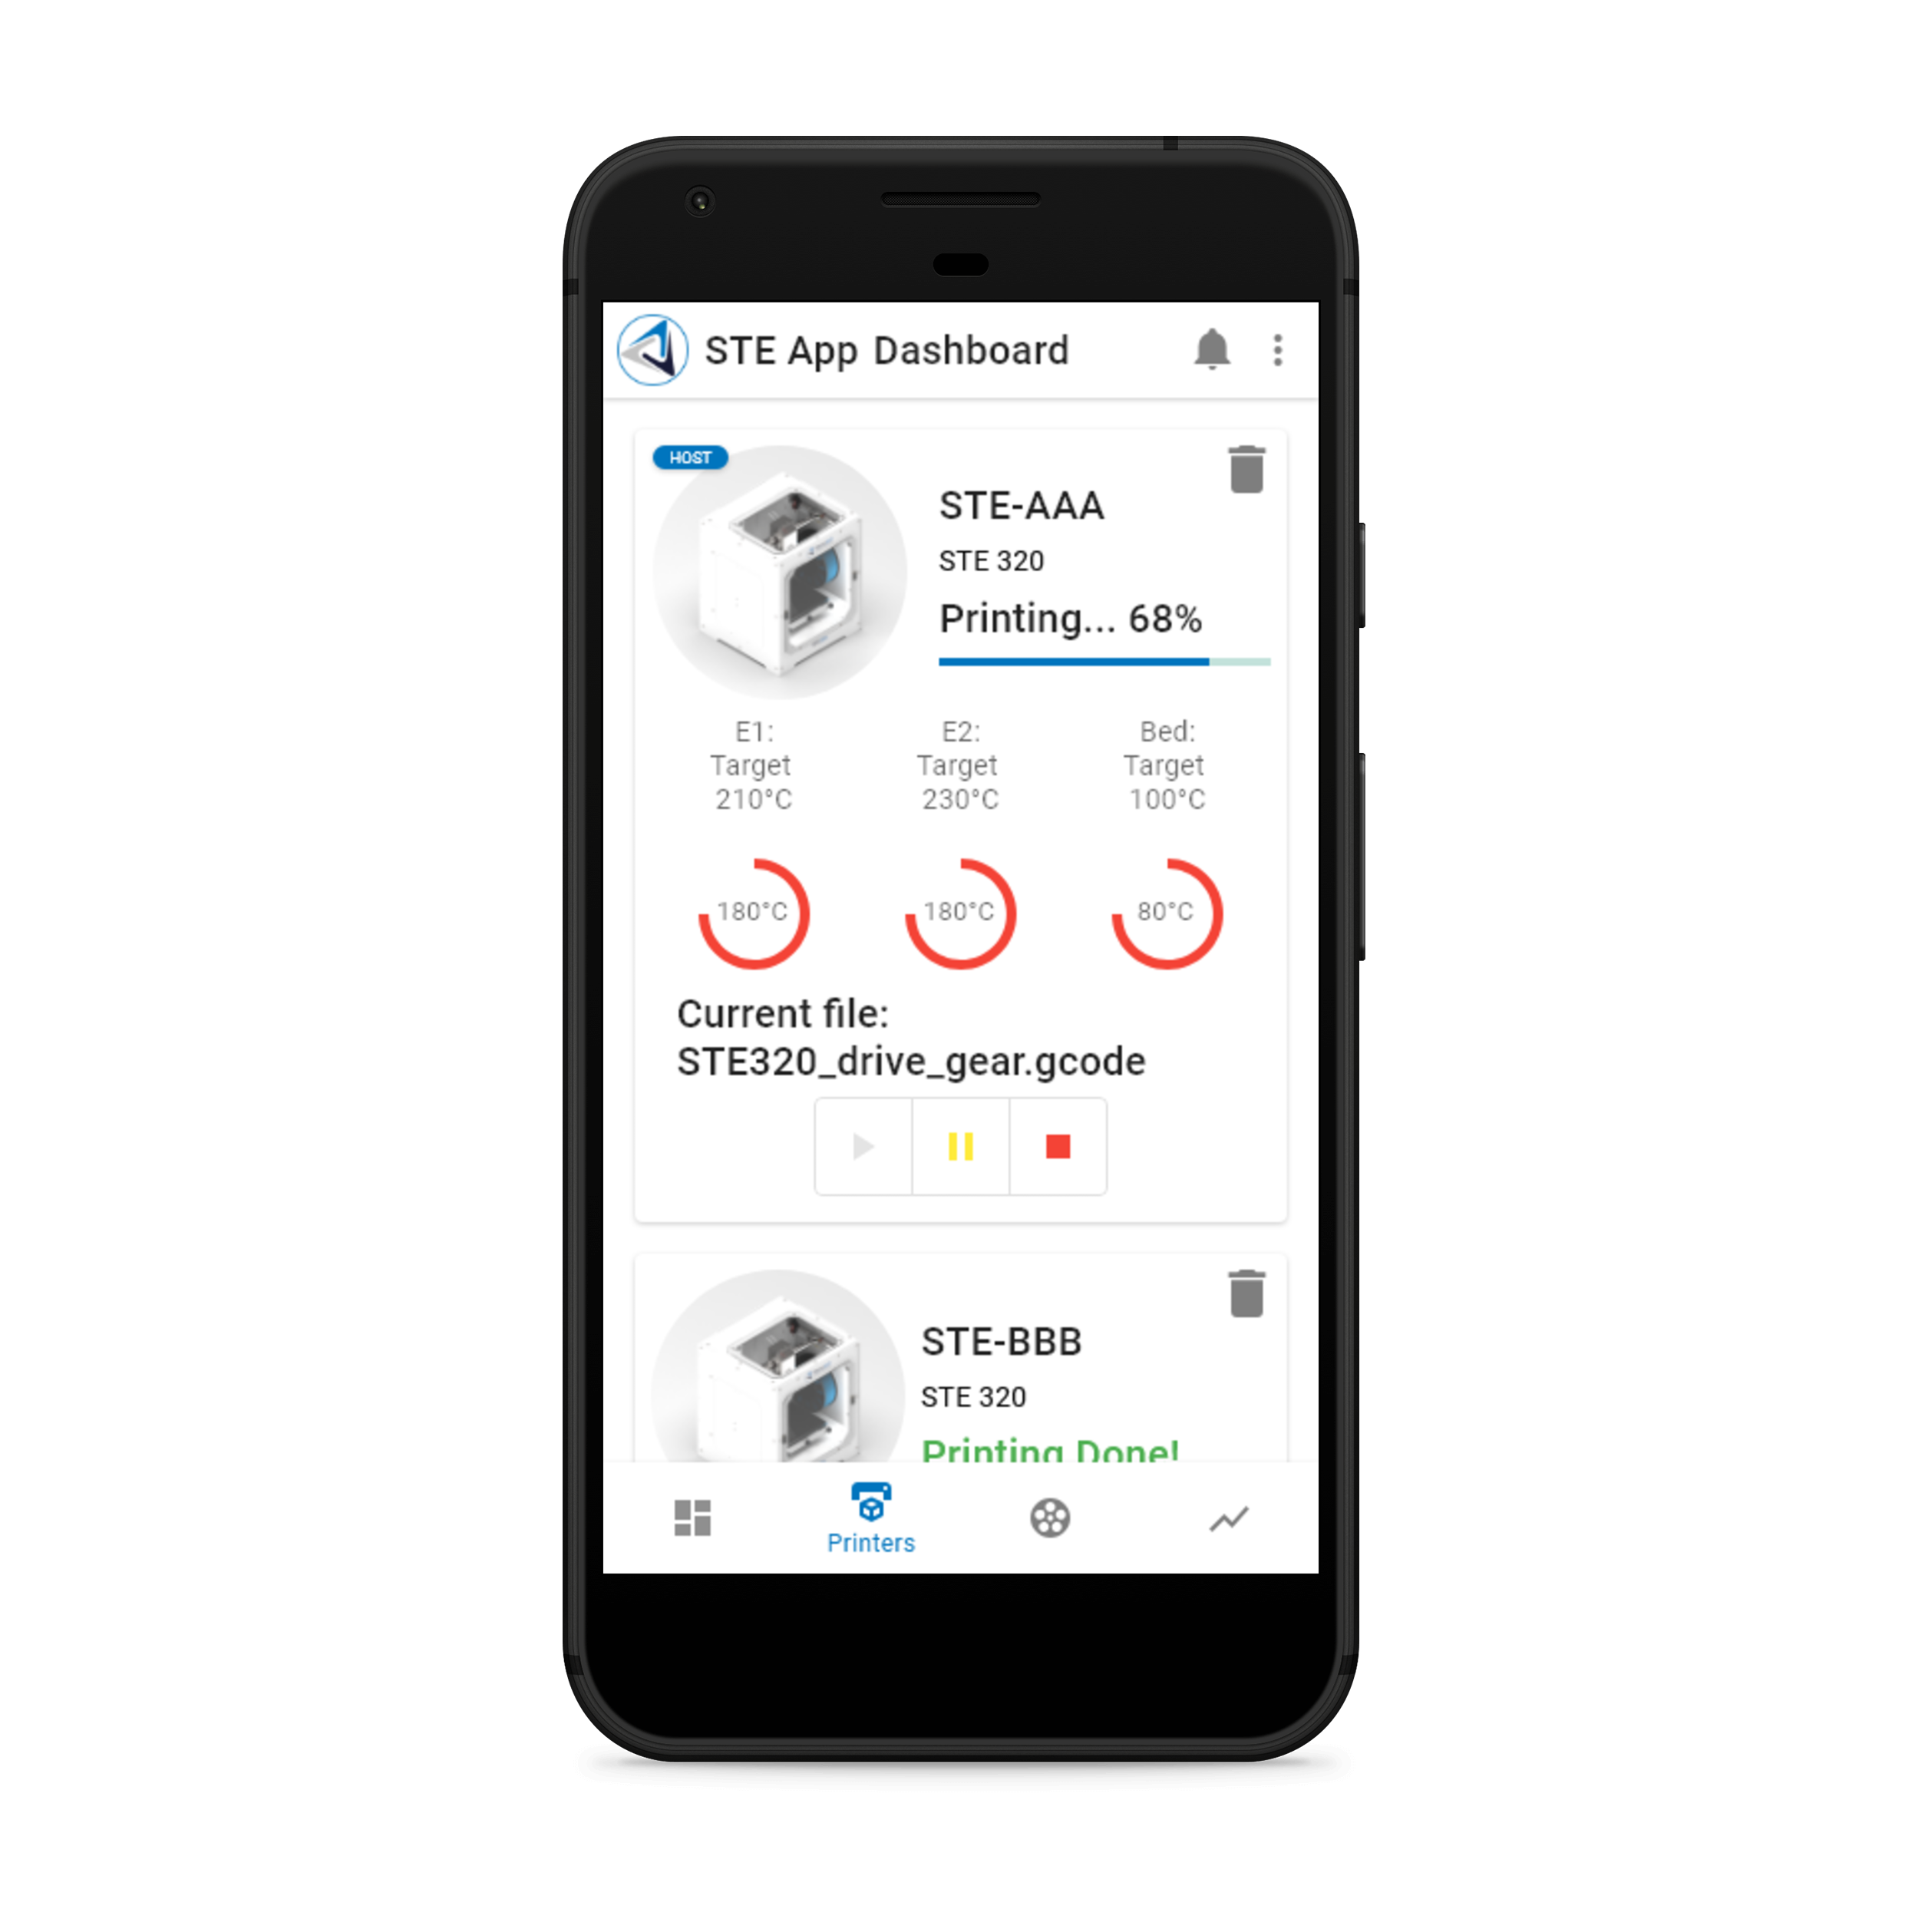 STE App Dashboard
HOST
STE-AAA
STE 320
Printing... 68%
E1:
Target
210°C
E2:
Target
230°C
Bed:
Target
100°C
180°C
180°C
80°C
Current file:
STE320_drive_gear.gcode
STE-BBB
STE 320
Printing Done!
Printers